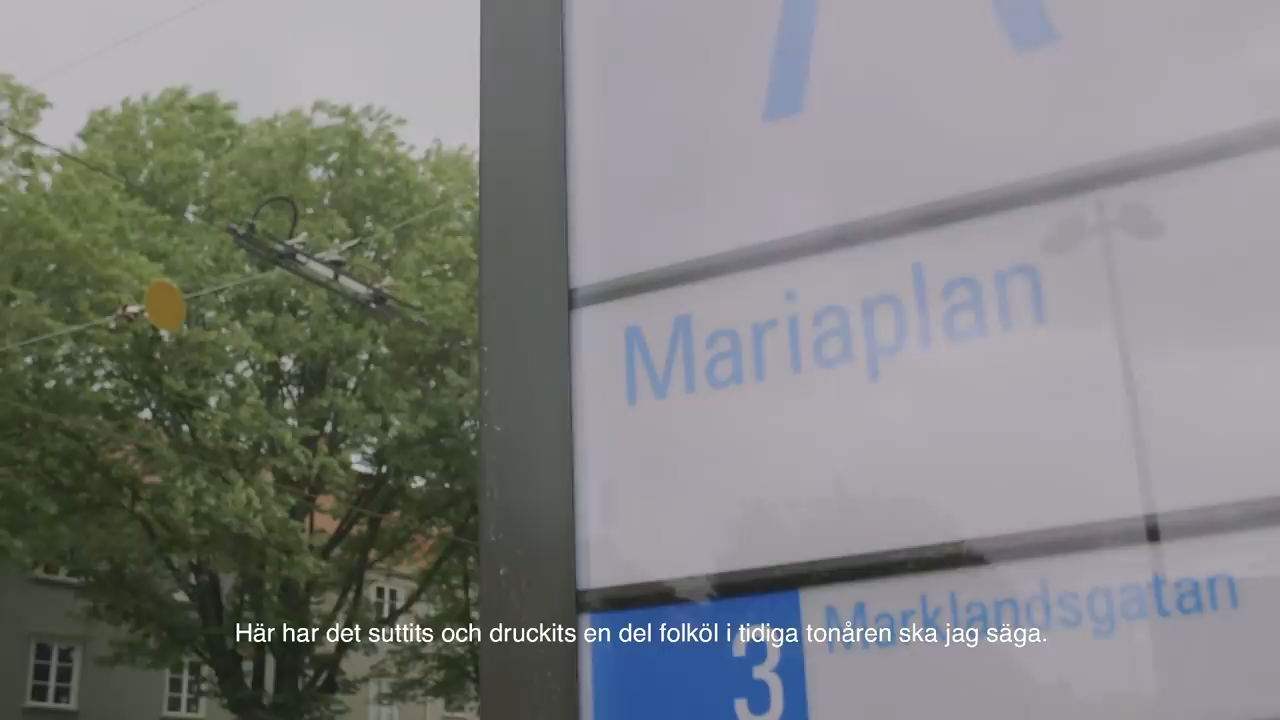 A
Mariaplan
3 Marklandsgatan
Här har det suttits och druckits en del folköl i tidiga tonåren ska jag säga.